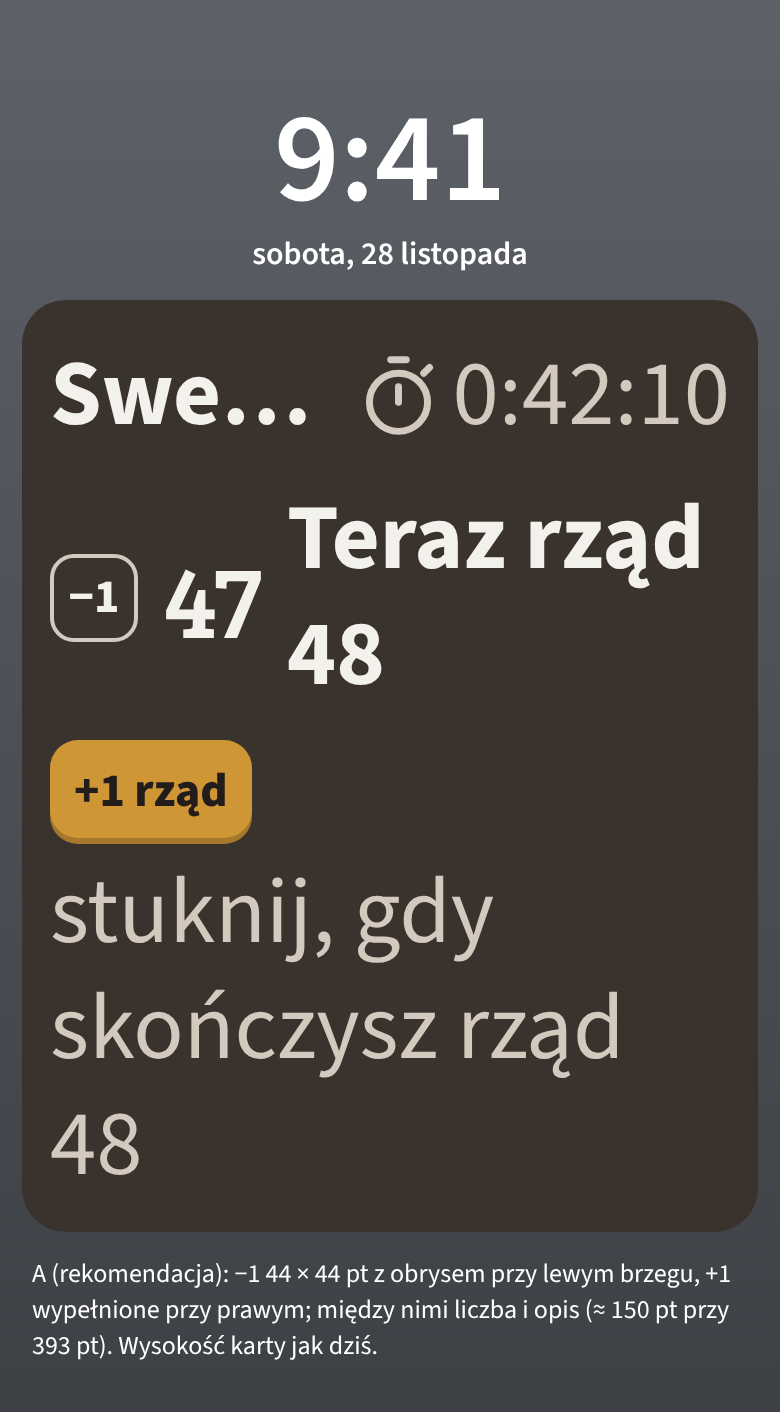 9:41
sobota, 28 listopada
Swe... 0:42:10
−1 47 Teraz rząd
48
+1 rząd
stuknij, gdy
skończysz rząd
48
A (rekomendacja): −1 44 × 44 pt z obrysem przy lewym brzegu, +1
wypełnione przy prawym; między nimi liczba i opis (≈ 150 pt przy
393 pt). Wysokość karty jak dziś.